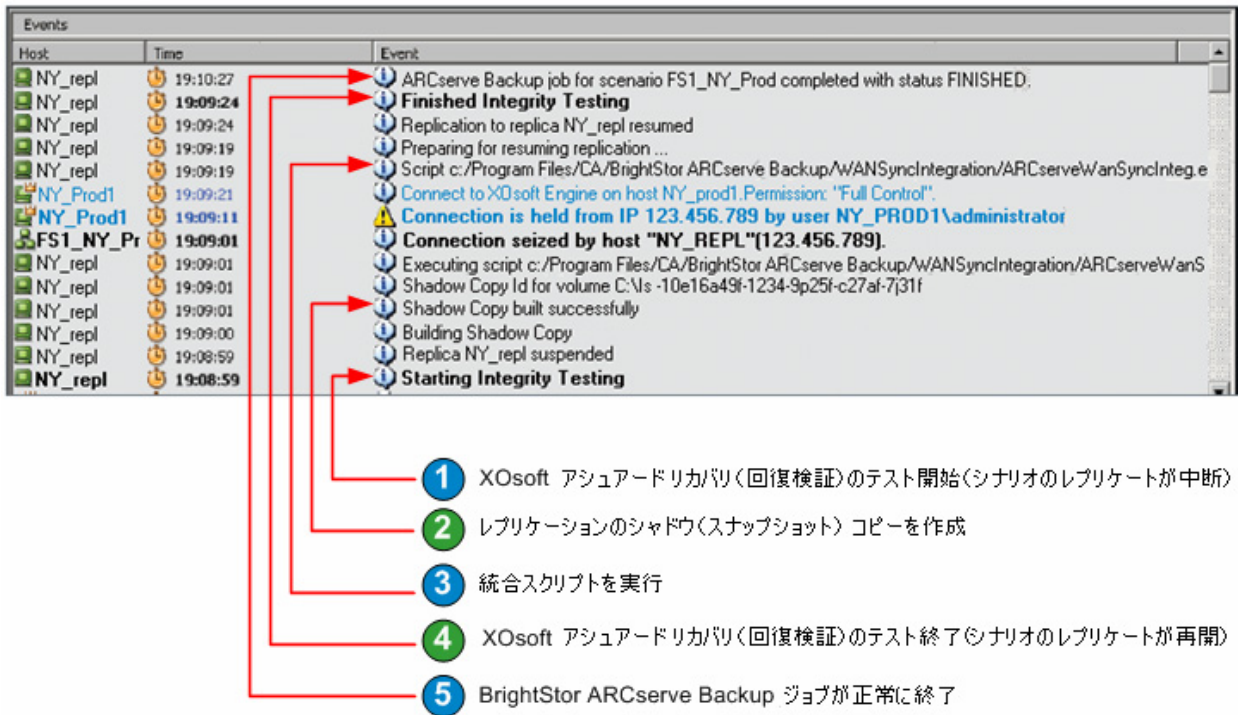 Events
Host Time Event
NY_repl 19:10:27 ARCserve Backup job for scenario FS1_NY_Prod completed with status FINISHED.
NY_repl 19:09:24 Finished Integrity Testing
NY_repl 19:09:24 Replication to replica NY_repl resumed
NY_repl 19:09:19 Preparing for resuming replication ...
NY_repl 19:09:19 Script c:/Program Files/CA/BrightStor ARCserve Backup/WANSyncIntegration/ARCserveWanSyncInteg.e
NY_Prod1 19:09:21 Connect to XOsoft Engine on host NY_prod1.Permission: "Full Control".
NY_Prod1 19:09:11 Connection is held from IP 123.456.789 by user NY_PROD1\administrator
FS1_NY_Pr 19:09:01 Connection seized by host "NY_REPL"(123.456.789).
NY_repl 19:09:01 Executing script c:/Program Files/CA/BrightStor ARCserve Backup/WANSyncIntegration/ARCserveWanS
NY_repl 19:09:01 Shadow Copy Id for volume C:\Is -10e16a49f-1234-9p25f-c27af-7j31f
NY_repl 19:09:01 Shadow Copy built successfully
NY_repl 19:09:00 Building Shadow Copy
NY_repl 19:08:59 Replica NY_repl suspended
NY_repl 19:08:59 Starting Integrity Testing
1 XOsoft アシュアード リカバリ(回復検証)のテスト開始(シナリオのレプリケートが中断)
2 レプリケーションのシャドウ(スナップショット) コピーを作成
3 統合スクリプトを実行
4 XOsoft アシュアード リカバリ(回復検証)のテスト終了(シナリオのレプリケートが再開)
5 BrightStor ARCserve Backup ジョブが正常に終了